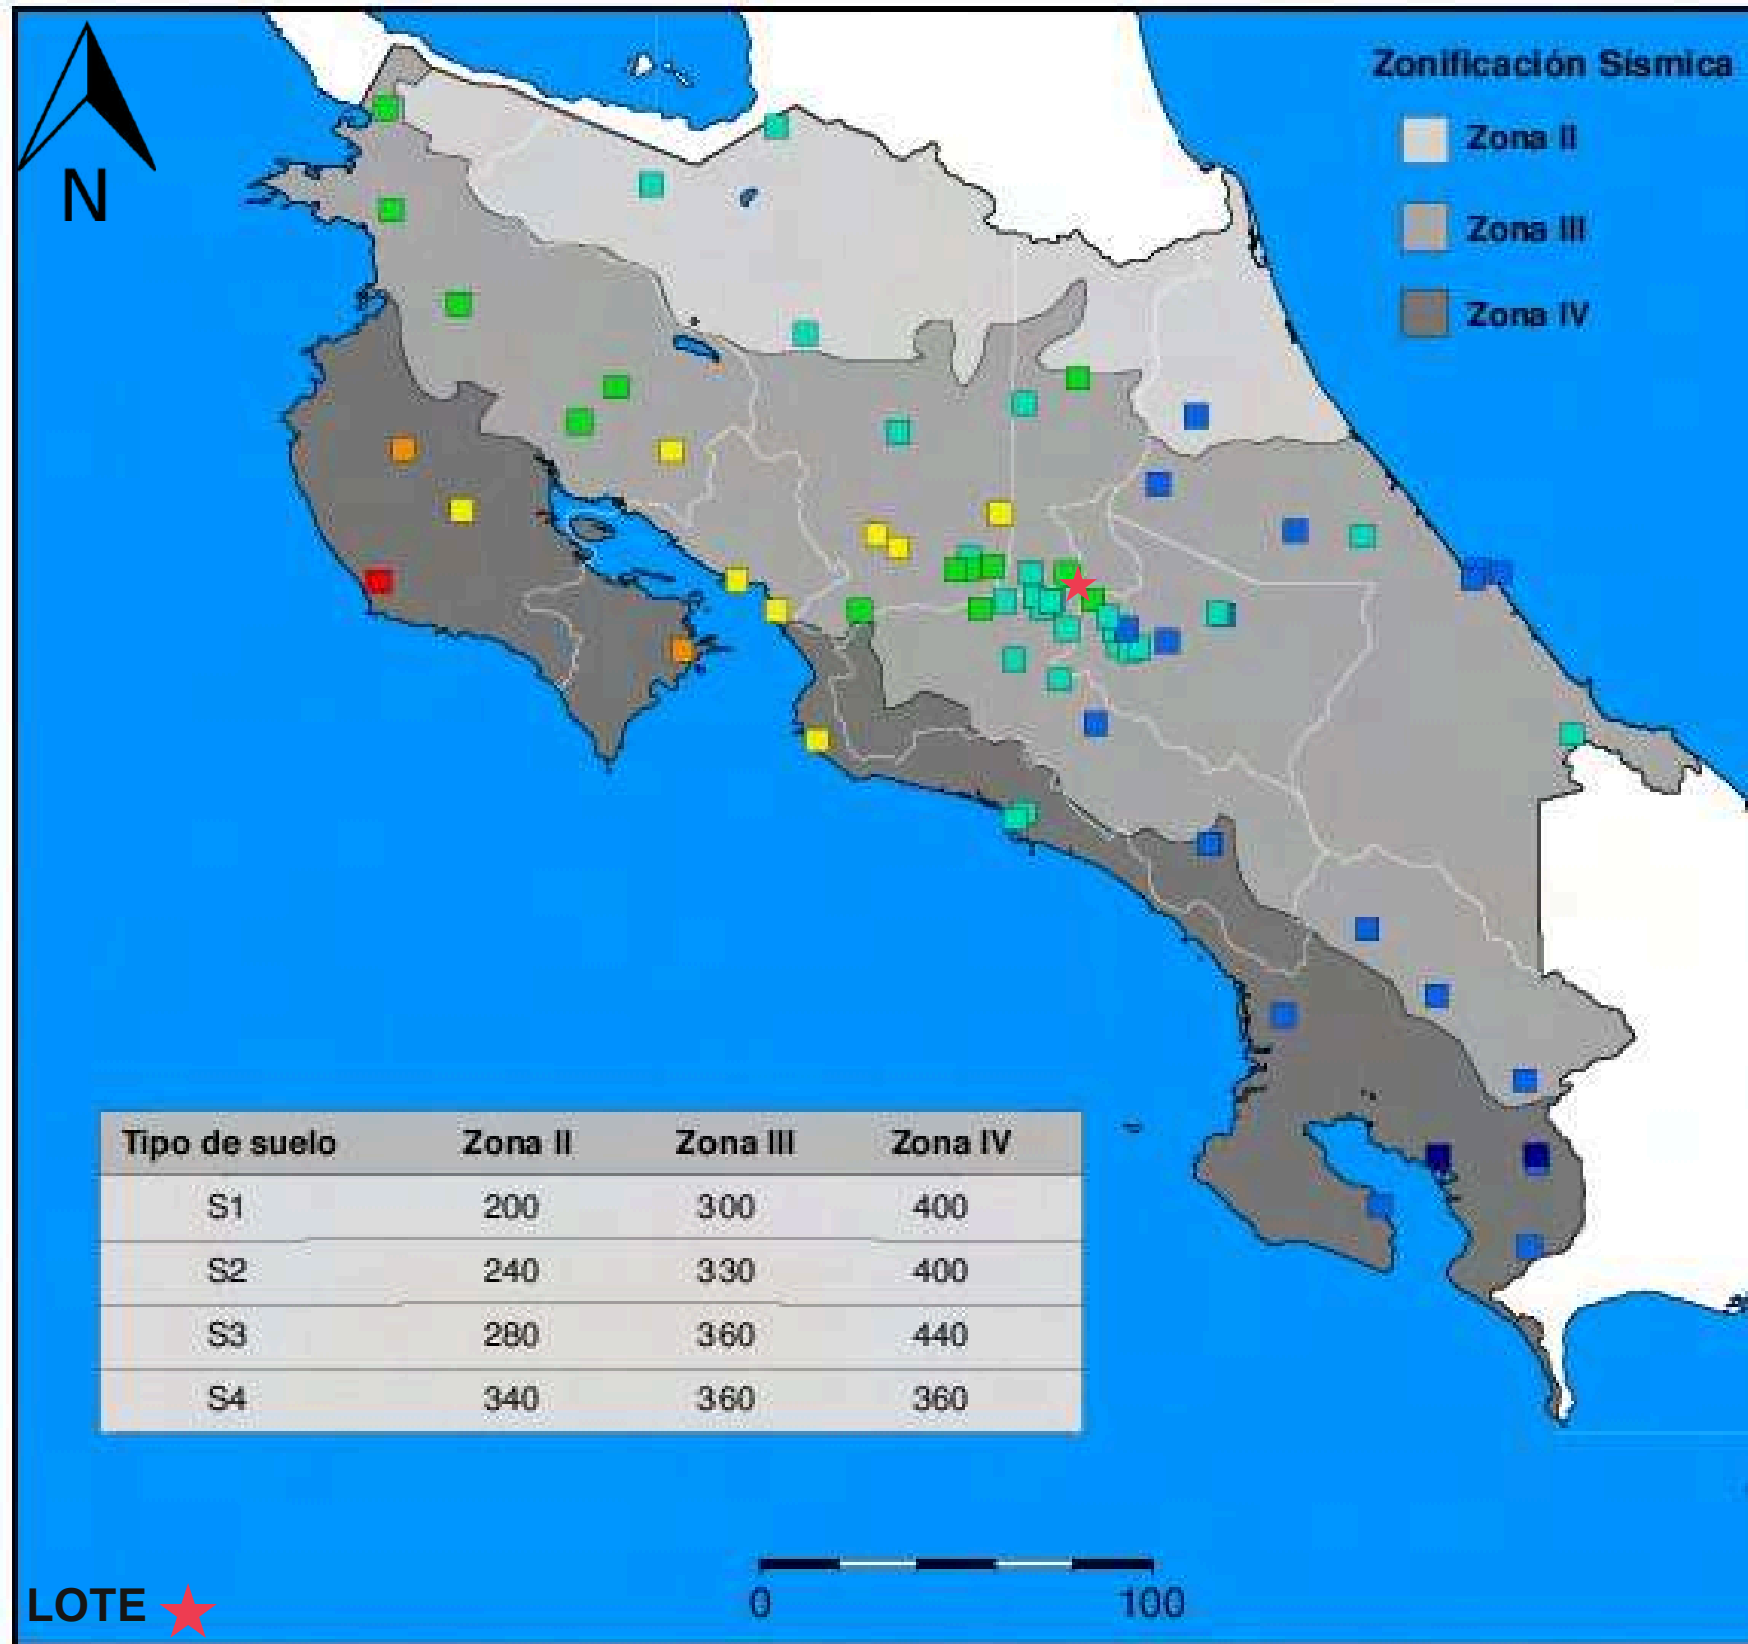 N
Zonificación Sísmica
Zona II
Zona III
Zona IV
Tipo de suelo Zona II Zona III Zona IV
S1 200 300 400
S2 240 330 400
S3 280 360 440
S4 340 360 360
0 100
LOTE